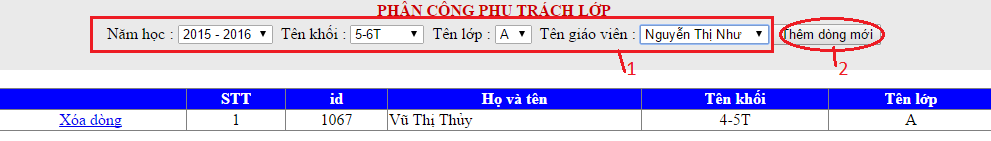 PHÂN CÔNG PHỤ TRÁCH LỚP
Năm học : 2015 - 2016 Tên khối : 5-6T Tên lớp : A Tên giáo viên : Nguyễn Thị Như Thêm dòng mới
1 2
STT id Họ và tên Tên khối Tên lớp
Xóa dòng 1 1067 Vũ Thị Thủy 4-5T A